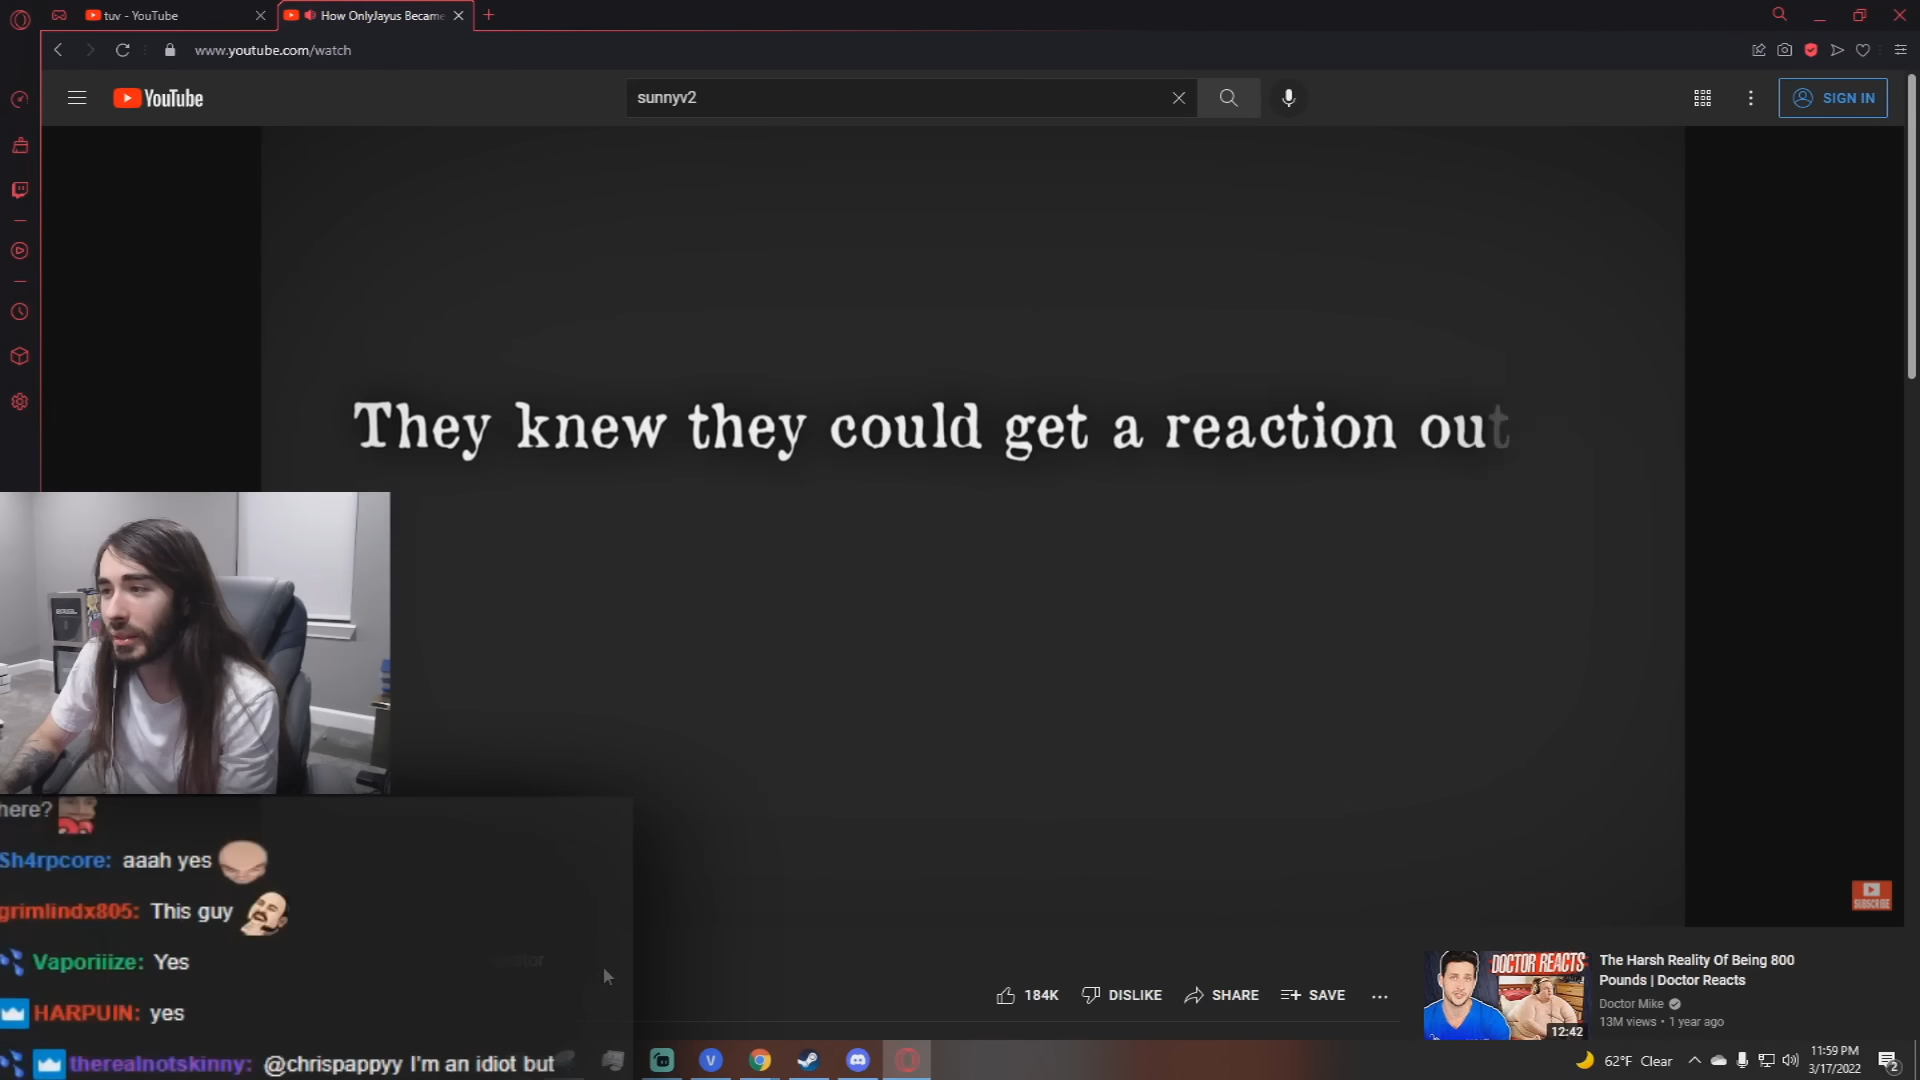 tuv - YouTube
How OnlyJayus Became
www.youtube.com/watch
YouTube
sunnyv2
SIGN IN
They knew they could get a reaction out
here?
Sh4rpcore: aaah yes
grimlindx805: This guy
Vaporiiize: Yes
HARPUIN: yes
therealnotskinny: @chrispappyy I'm an idiot but
SUBSCRIBE
184K
DISLIKE
SHARE
SAVE
DOCTOR REACTS
12:42
The Harsh Reality Of Being 800
Pounds | Doctor Reacts
Doctor Mike
13M views • 1 year ago
62°F Clear
11:59 PM
3/17/2022
2